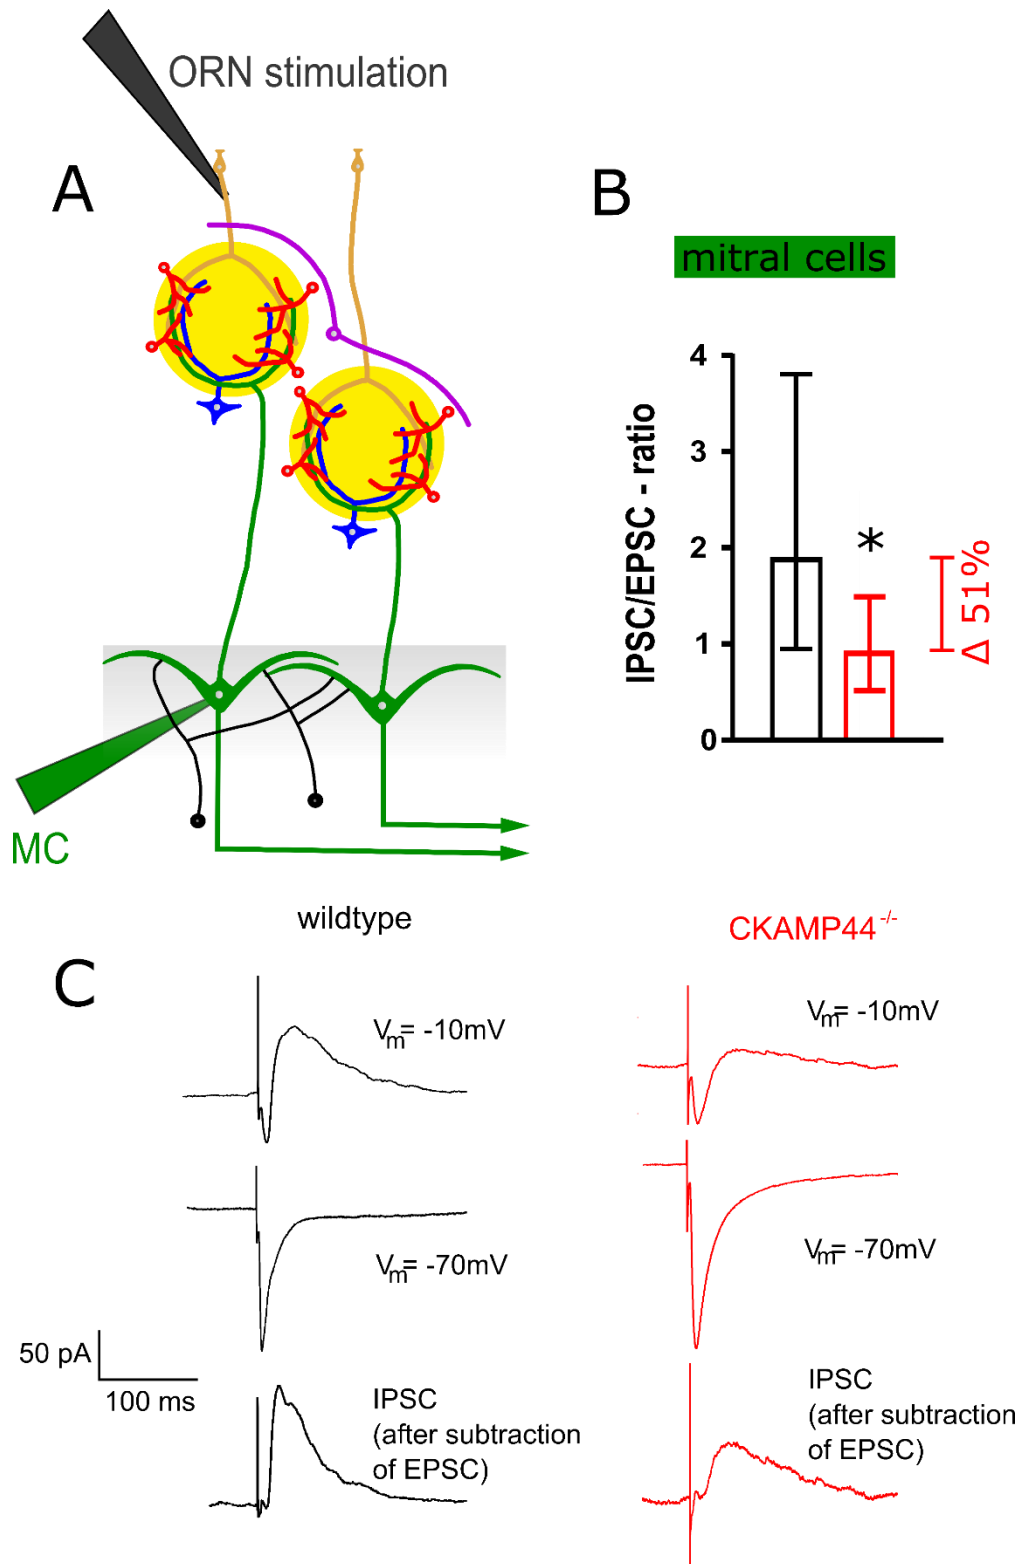 ORN stimulation
A
MC
B
mitral cells
IPSC/EPSC - ratio
4
3
2
1
0
*
Δ 51%
wildtype
CKAMP44-/-
C
Vm= -10mV
Vm= -10mV
Vm= -70mV
Vm= -70mV
50 pA
100 ms
IPSC
(after subtraction
of EPSC)
IPSC
(after subtraction
of EPSC)